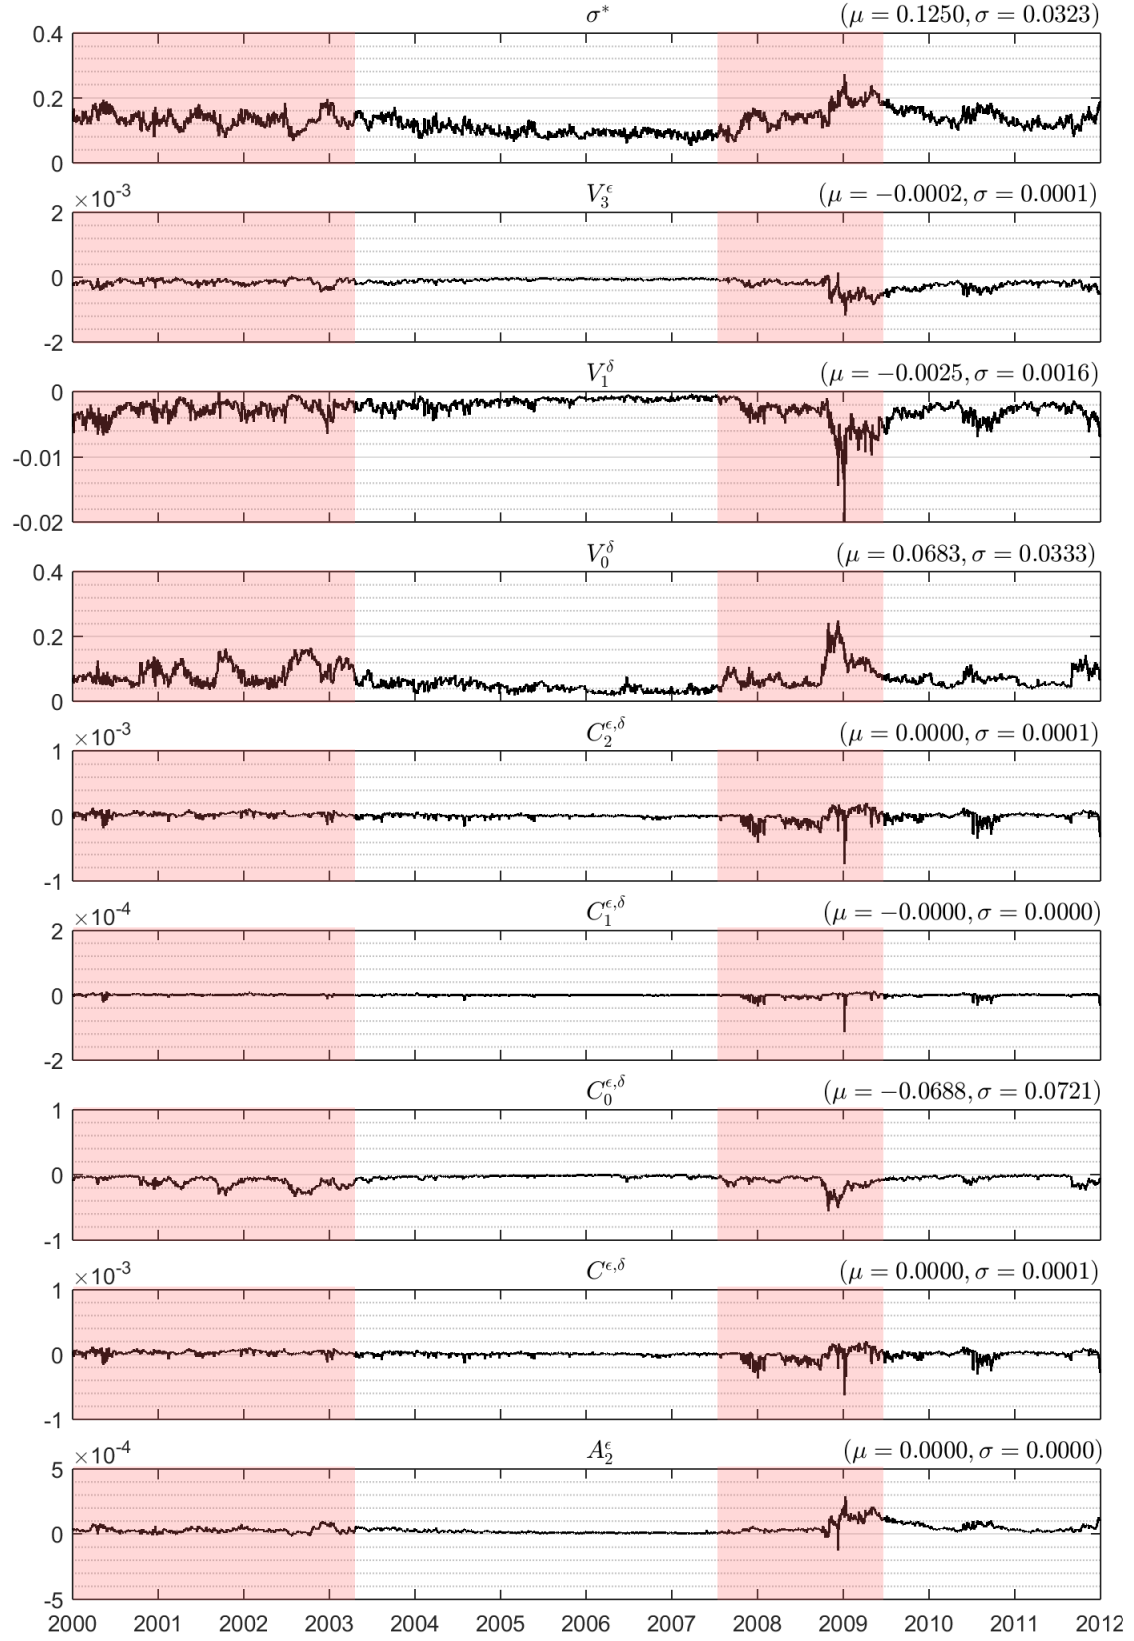 σ* (μ = 0.1250, σ = 0.0323)
0.4
0.2
0
×10⁻³ V₃^ϵ (μ = −0.0002, σ = 0.0001)
2
0
-2
V₁^δ (μ = −0.0025, σ = 0.0016)
0
-0.01
-0.02
V₀^δ (μ = 0.0683, σ = 0.0333)
0.4
0.2
0
×10⁻³ C₂^ϵ,δ (μ = 0.0000, σ = 0.0001)
1
0
-1
×10⁻⁴ C₁^ϵ,δ (μ = −0.0000, σ = 0.0000)
2
0
-2
C₀^ϵ,δ (μ = −0.0688, σ = 0.0721)
1
0
-1
×10⁻³ C^ϵ,δ (μ = 0.0000, σ = 0.0001)
1
0
-1
×10⁻⁴ A₂^ϵ (μ = 0.0000, σ = 0.0000)
5
0
-5
2000 2001 2002 2003 2004 2005 2006 2007 2008 2009 2010 2011 2012